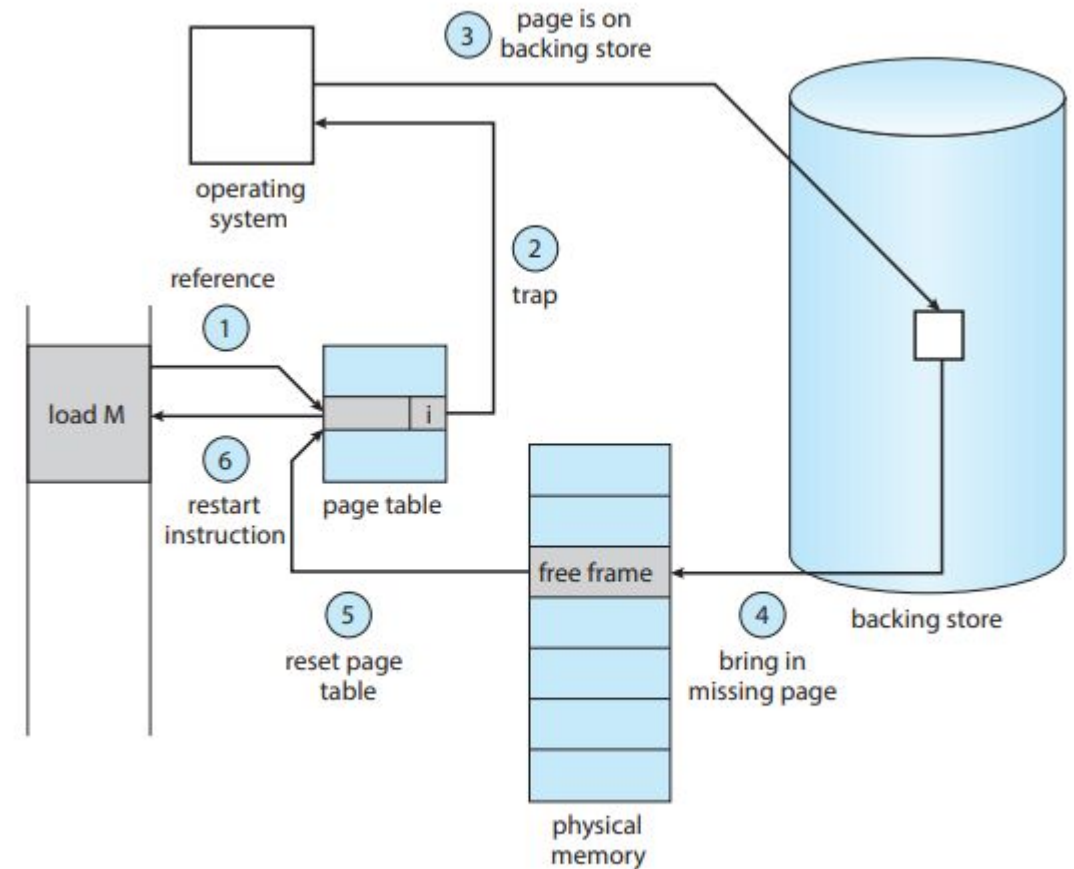 3
page is on
backing store
operating
system
reference
2
trap
1
load M
i
6
restart
instruction
page table
free frame
5
reset page
table
4
bring in
missing page
backing store
physical
memory